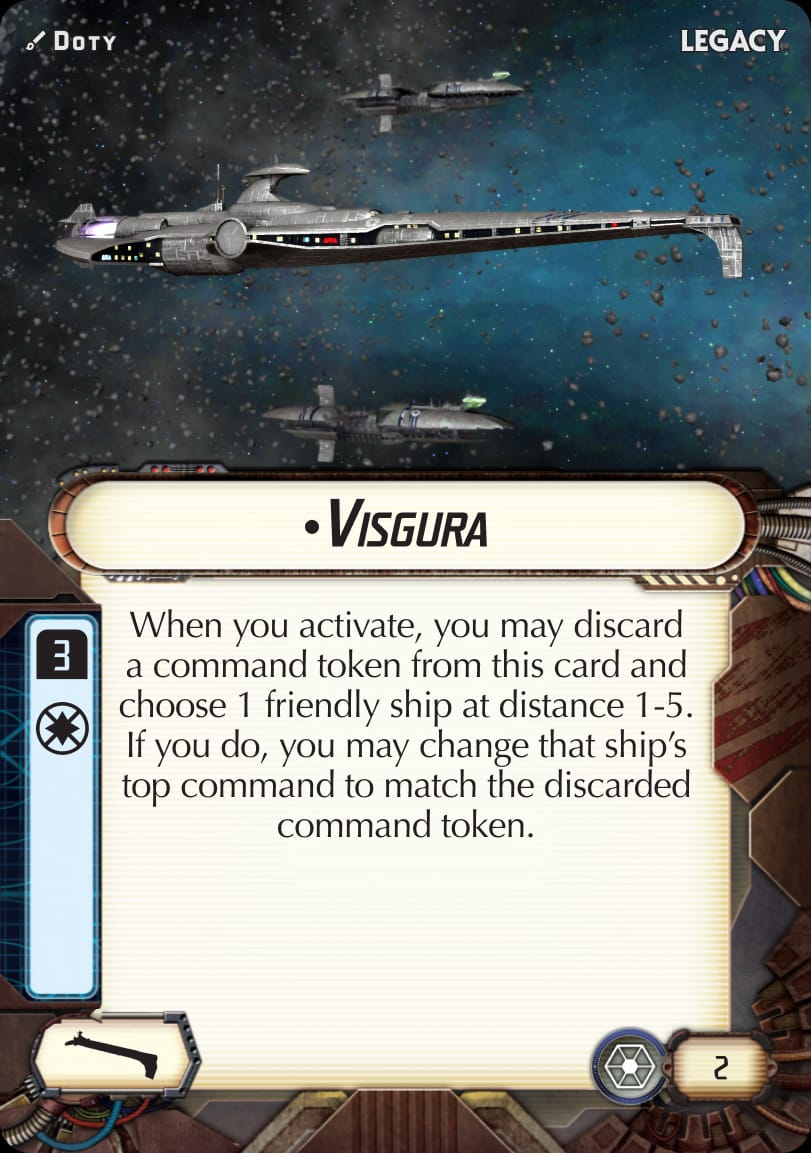 Doty
LEGACY
•Visgura
3
When you activate, you may discard
a command token from this card and
choose 1 friendly ship at distance 1-5.
If you do, you may change that ship’s
top command to match the discarded
command token.
2